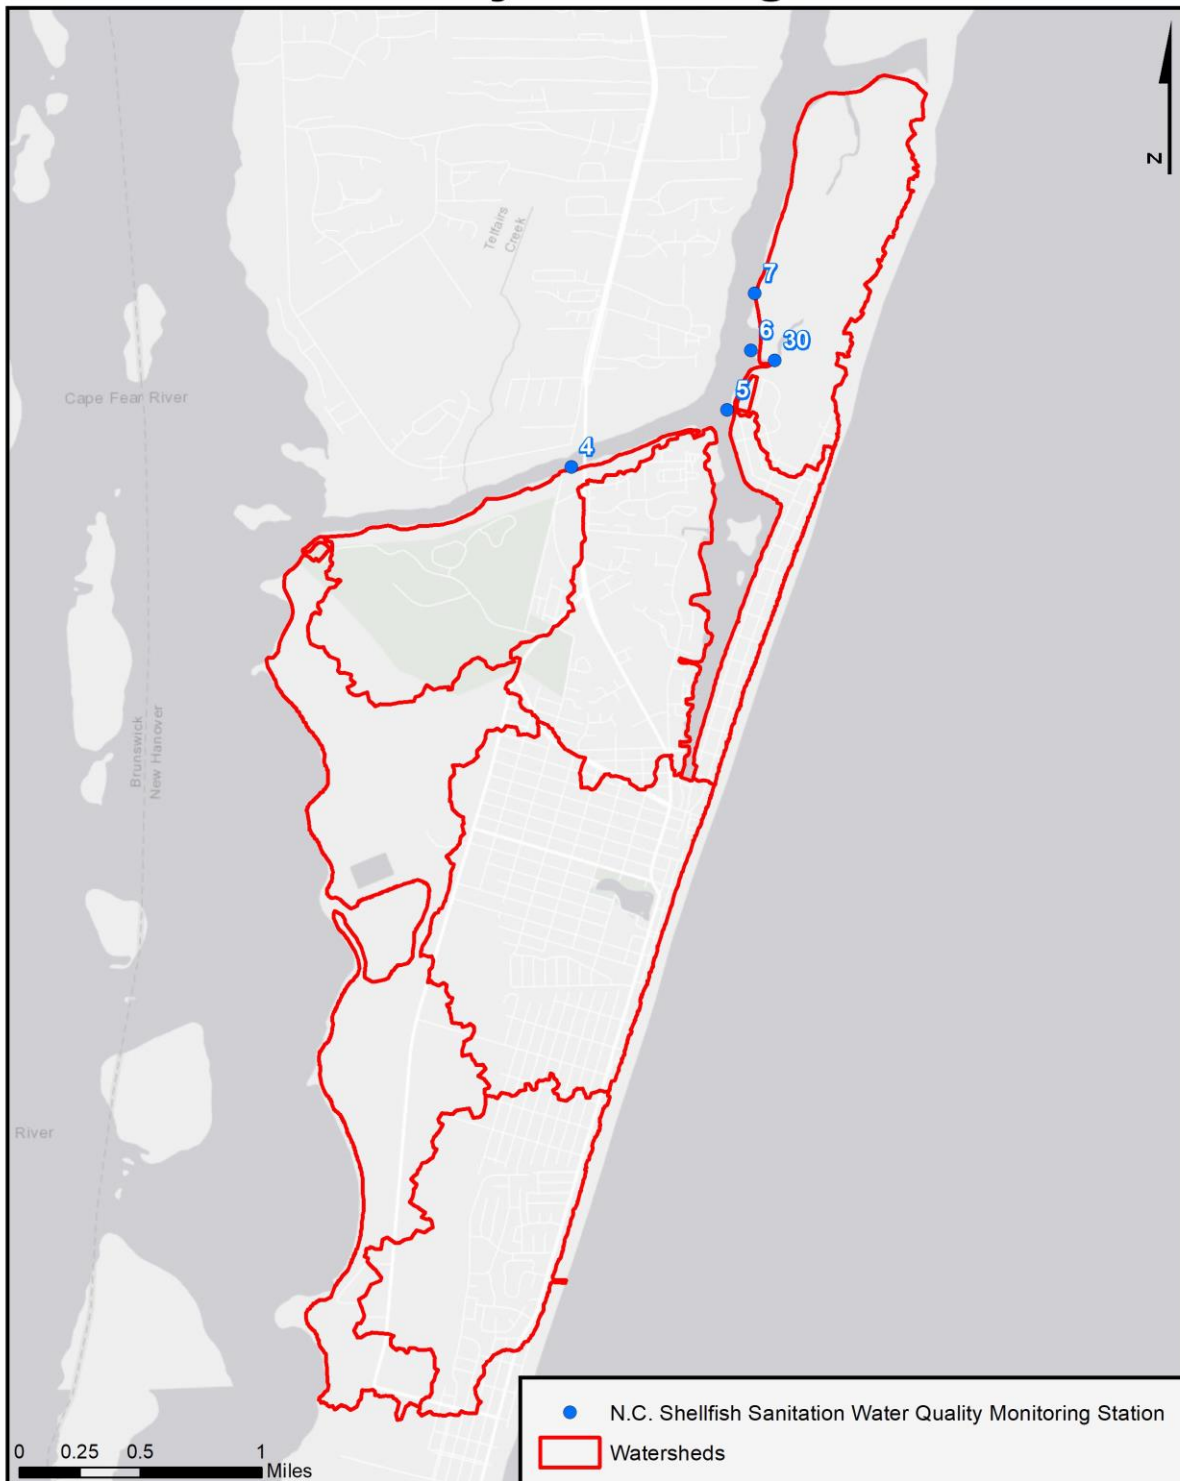 N
Telfairs
Creek
7
6
30
5
Cape Fear River
4
Brunswick
New Hanover
River
N.C. Shellfish Sanitation Water Quality Monitoring Station
0 0.25 0.5 1
Miles
Watersheds